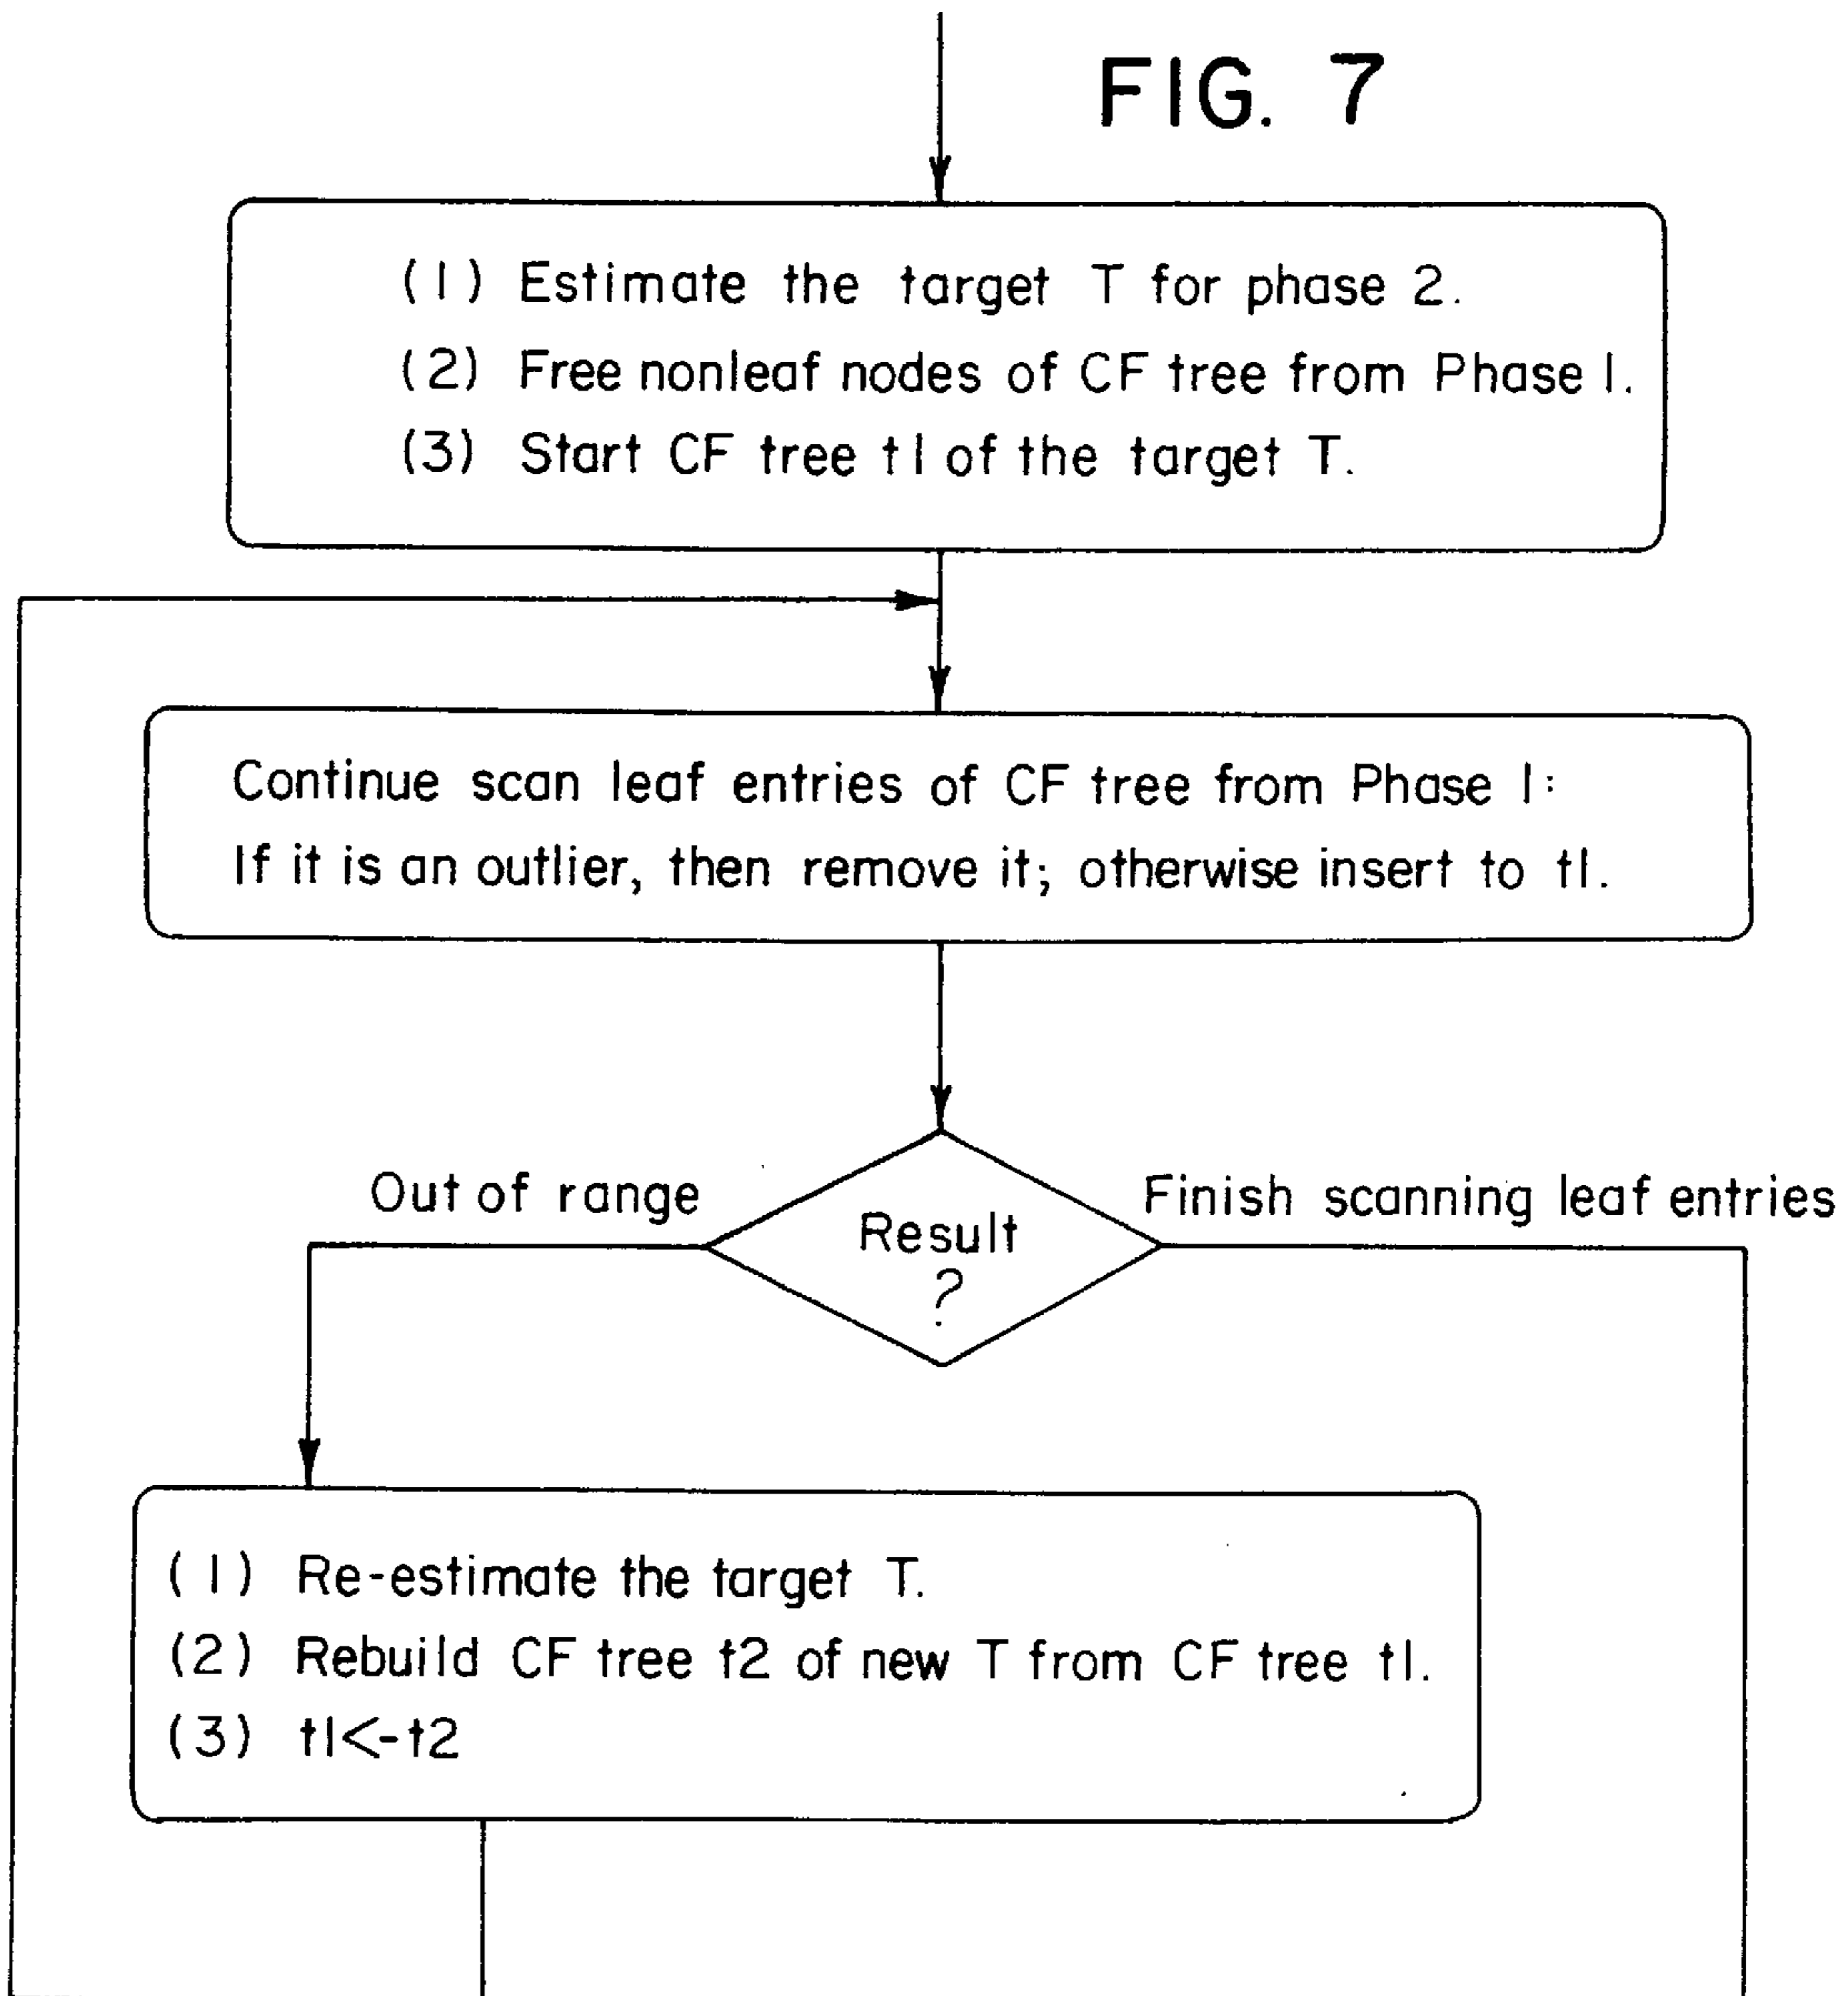 FIG. 7
(1) Estimate the target T for phase 2.
(2) Free nonleaf nodes of CF tree from Phase 1.
(3) Start CF tree t1 of the target T.
Continue scan leaf entries of CF tree from Phase 1:
If it is an outlier, then remove it; otherwise insert to t1.
Out of range
Result
?
Finish scanning leaf entries
(1) Re-estimate the target T.
(2) Rebuild CF tree t2 of new T from CF tree t1.
(3) t1<-t2